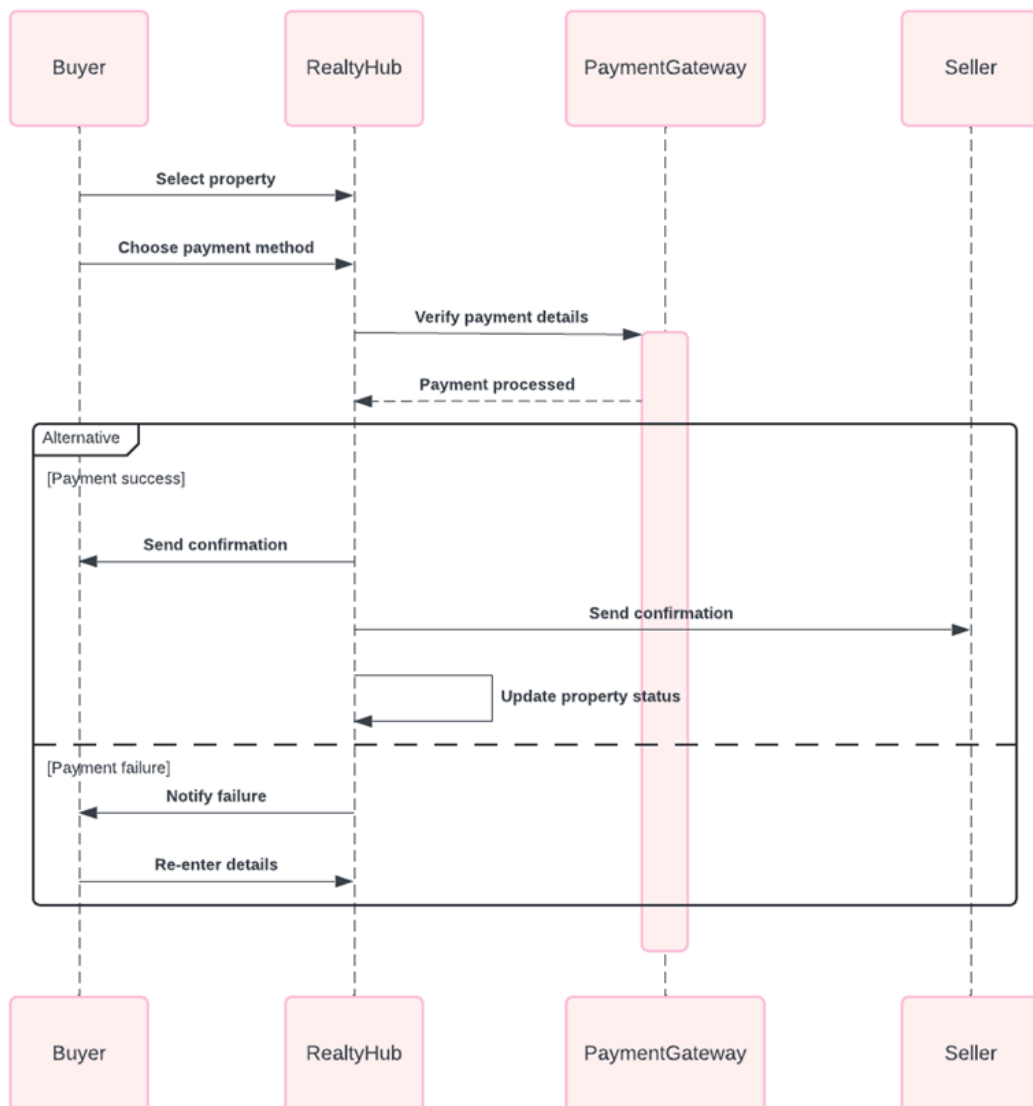 Buyer
RealtyHub
PaymentGateway
Seller
Select property
Choose payment method
Verify payment details
Payment processed
Alternative
[Payment success]
Send confirmation
Send confirmation
Update property status
[Payment failure]
Notify failure
Re-enter details
Buyer
RealtyHub
PaymentGateway
Seller